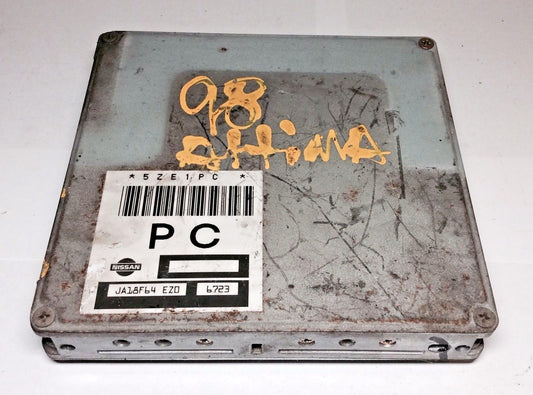 98
altima
* 5ZE1PC *
PC
NISSAN
JA18F64 EZ0 6723